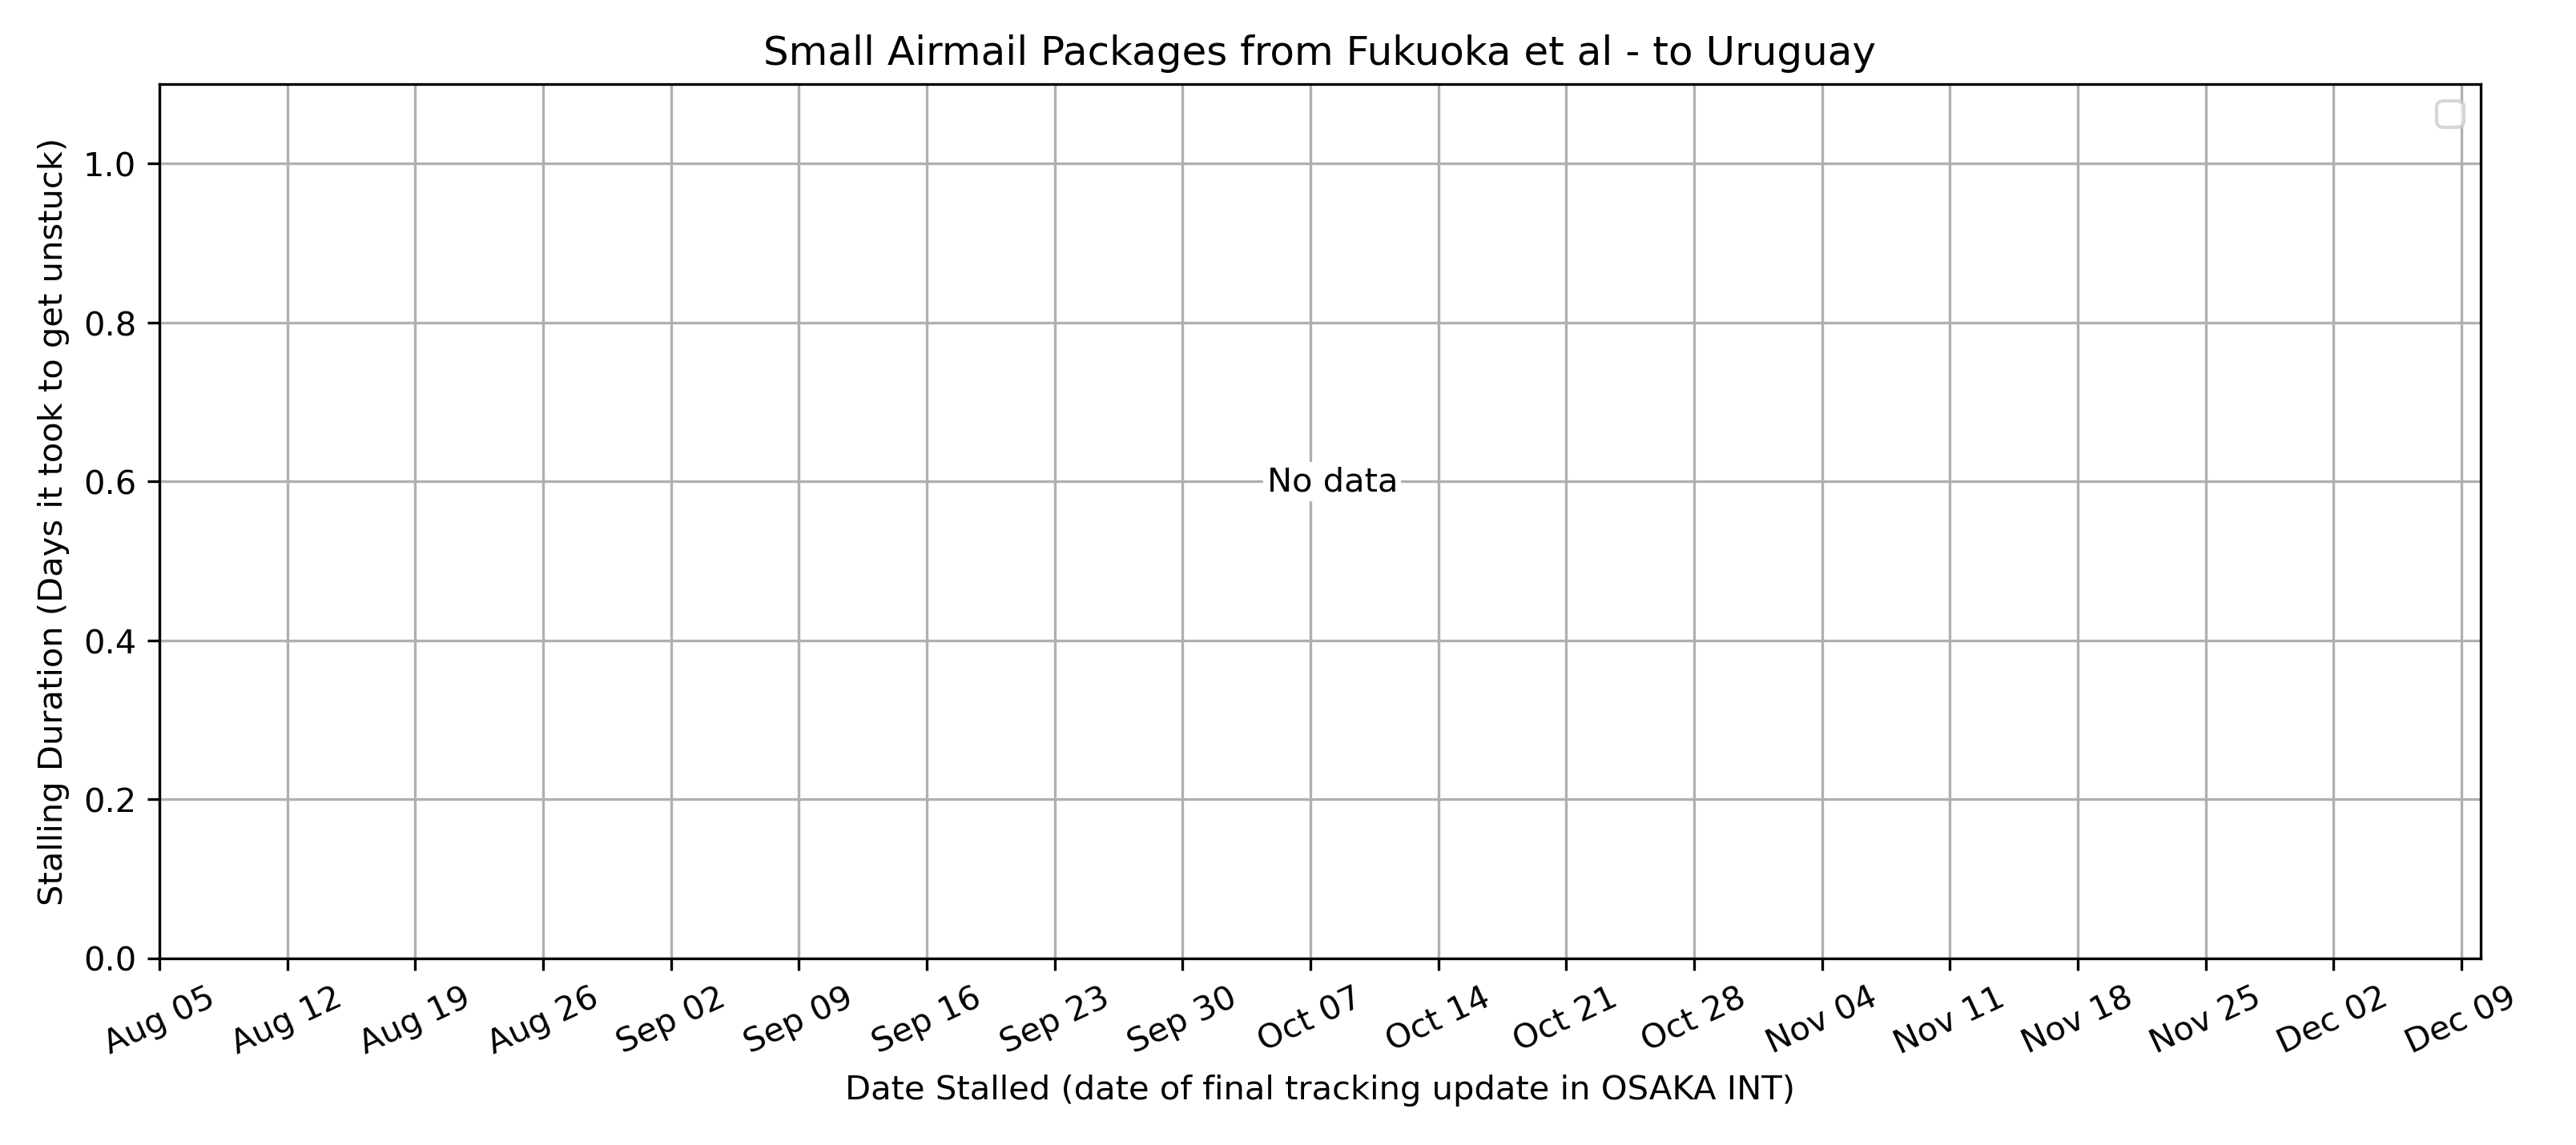 Small Airmail Packages from Fukuoka et al - to Uruguay
Stalling Duration (Days it took to get unstuck)
1.0
0.8
0.6
0.4
0.2
0.0
No data
Aug 05
Aug 12
Aug 19
Aug 26
Sep 02
Sep 09
Sep 16
Sep 23
Sep 30
Oct 07
Oct 14
Oct 21
Oct 28
Nov 04
Nov 11
Nov 18
Nov 25
Dec 02
Dec 09
Date Stalled (date of final tracking update in OSAKA INT)